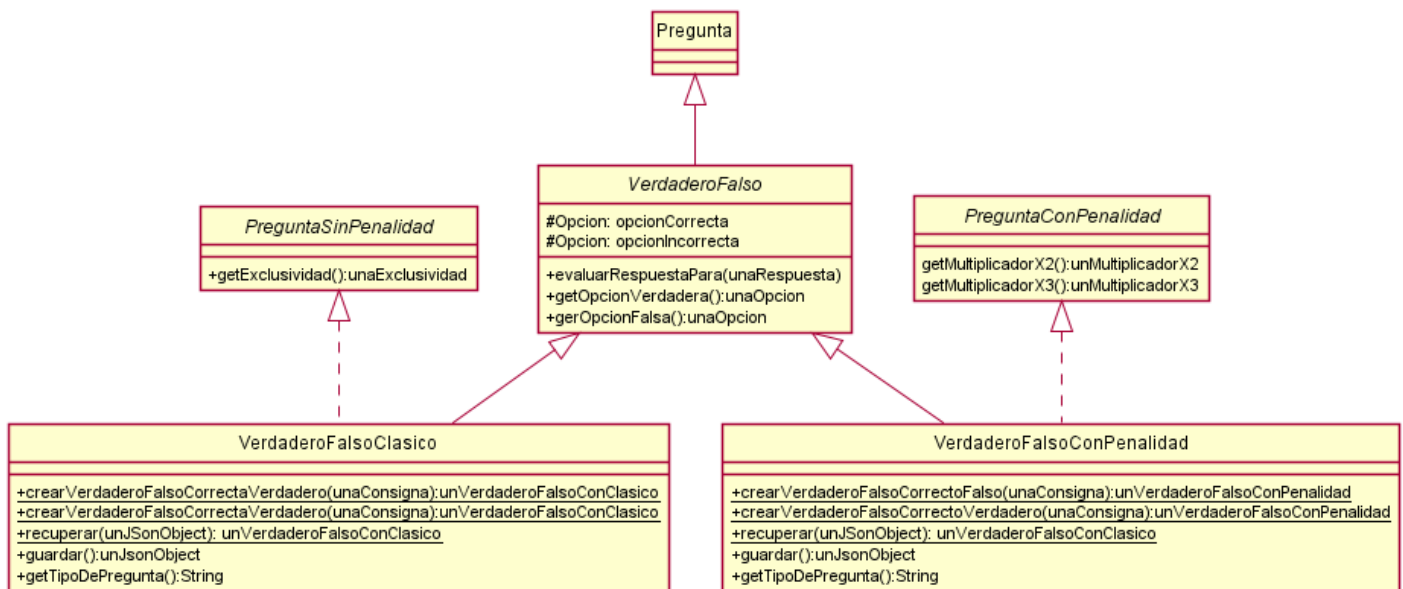 Pregunta
VerdaderoFalso
#Opcion: opcionCorrecta
#Opcion: opcionIncorrecta
+evaluarRespuestaPara(unaRespuesta)
+getOpcionVerdadera():unaOpcion
+gerOpcionFalsa():unaOpcion
PreguntaSinPenalidad
+getExclusividad():unaExclusividad
PreguntaConPenalidad
getMultiplicadorX2():unMultiplicadorX2
getMultiplicadorX3():unMultiplicadorX3
VerdaderoFalsoClasico
+crearVerdaderoFalsoCorrectaVerdadero(unaConsigna):unVerdaderoFalsoConClasico
+crearVerdaderoFalsoCorrectaVerdadero(unaConsigna):unVerdaderoFalsoConClasico
+recuperar(unJSonObject): unVerdaderoFalsoConClasico
+guardar():unJsonObject
+getTipoDePregunta():String
VerdaderoFalsoConPenalidad
+crearVerdaderoFalsoCorrectoFalso(unaConsigna):unVerdaderoFalsoConPenalidad
+crearVerdaderoFalsoCorrectoVerdadero(unaConsigna):unVerdaderoFalsoConPenalidad
+recuperar(unJSonObject): unVerdaderoFalsoConClasico
+guardar():unJsonObject
+getTipoDePregunta():String